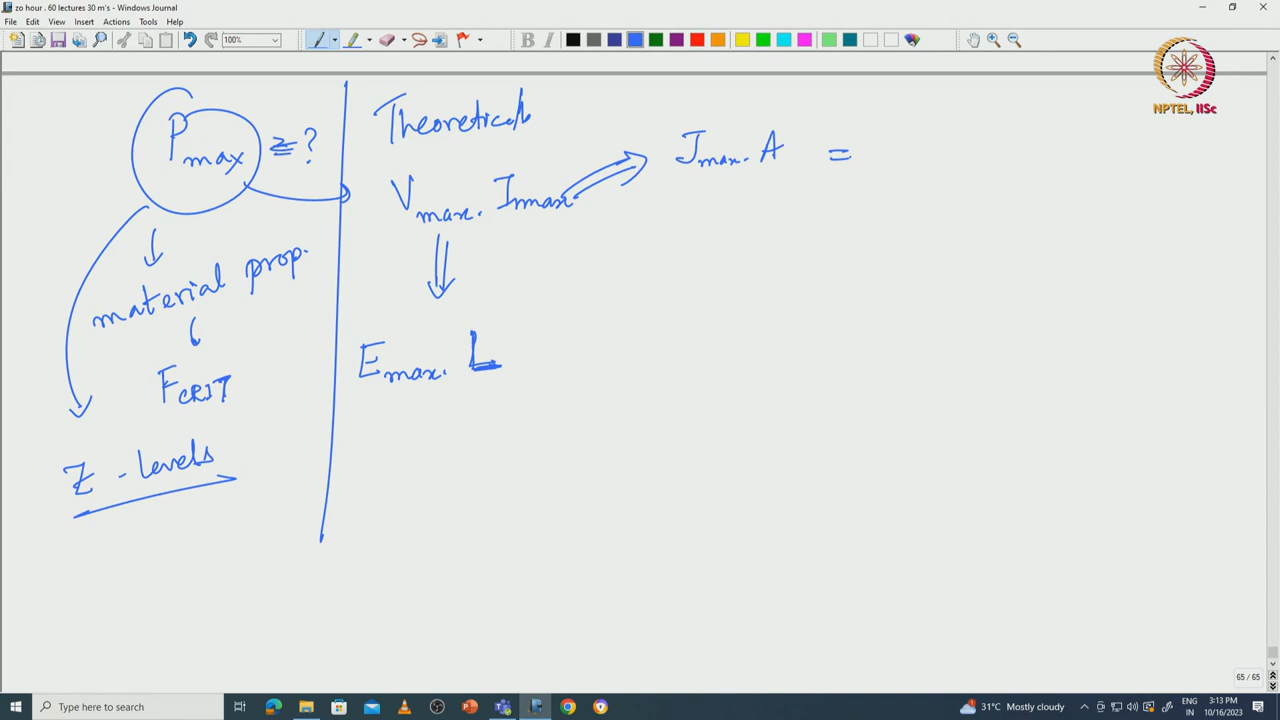 zo hour . 60 lectures 30 m's - Windows Journal
File Edit View Insert Actions Tools Help
100%
B I
NPTEL, IISc
Pmax = ?
material prop.
FCRIT
Z - levels
Theoretical
Vmax. Imax.
Jmax. A =
Emax. L
65 / 65
Type here to search
31°C Mostly cloudy
ENG
IN
3:13 PM
10/16/2023